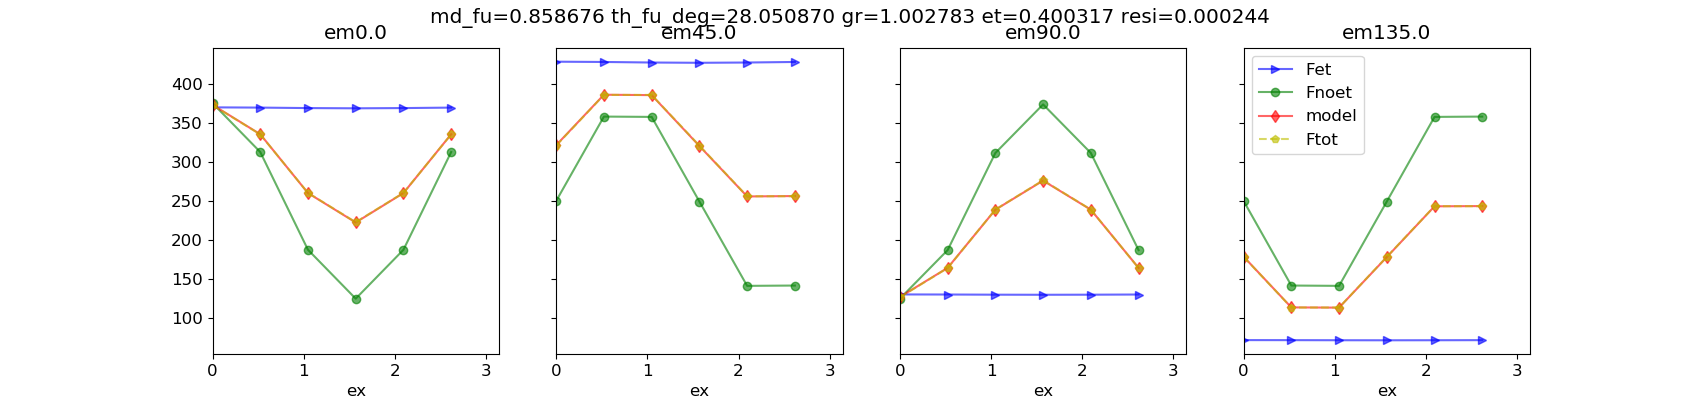 md_fu=0.858676 th_fu_deg=28.050870 gr=1.002783 et=0.400317 resi=0.000244
em0.0
em45.0
em90.0
em135.0
400
350
300
250
200
150
100
Fet
Fnoet
model
Ftot
0 1 2 3
0 1 2 3
0 1 2 3
0 1 2 3
ex
ex
ex
ex